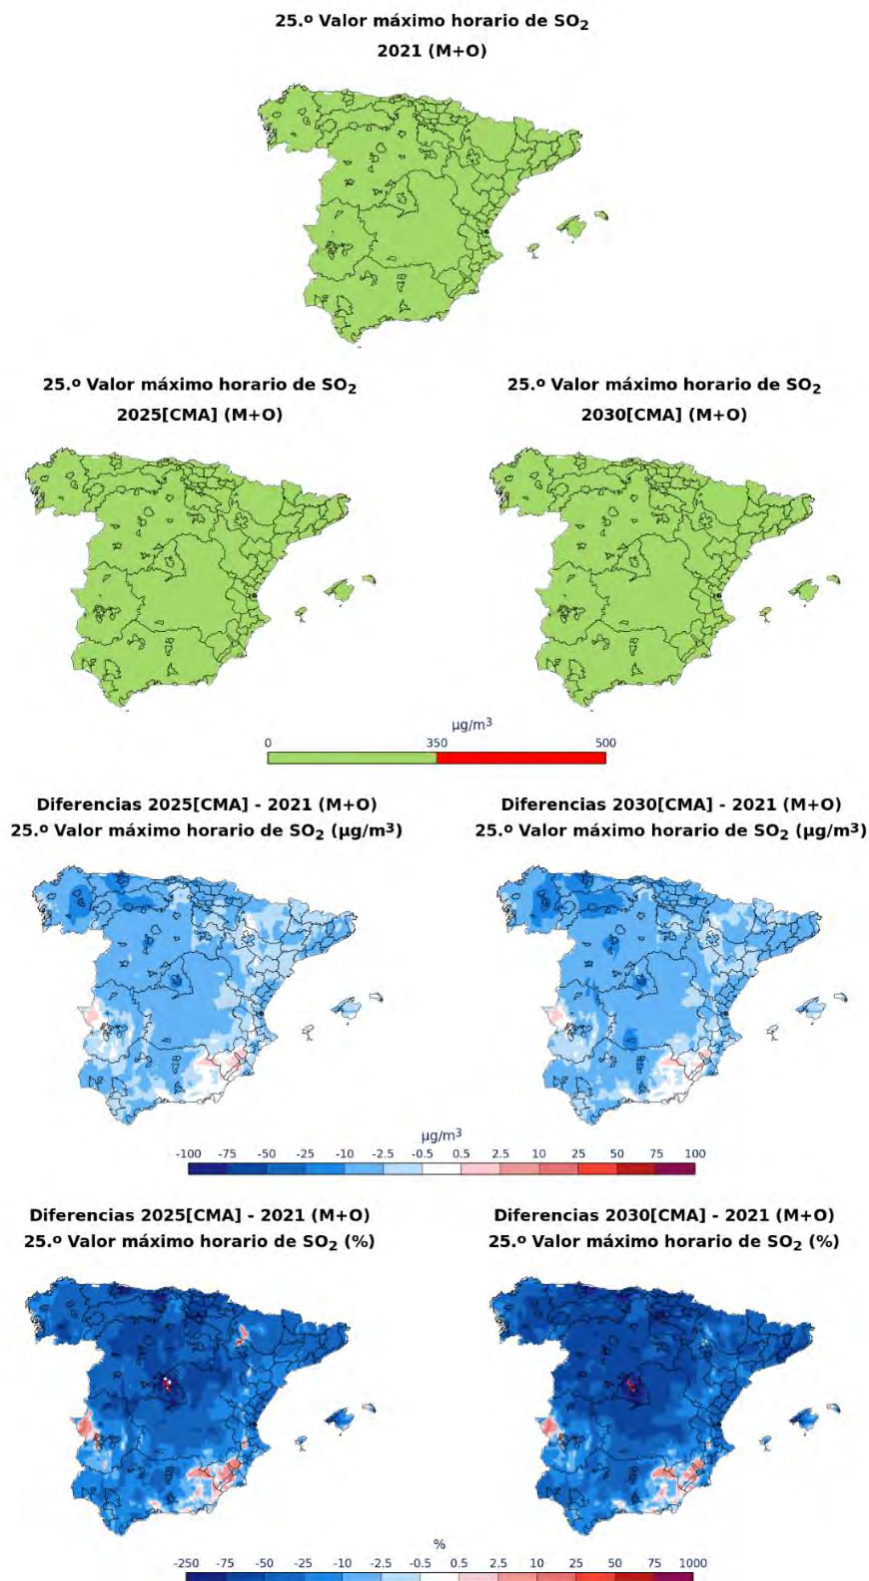 25.º Valor máximo horario de SO2
2021 (M+O)
25.º Valor máximo horario de SO2
2025[CMA] (M+O)
25.º Valor máximo horario de SO2
2030[CMA] (M+O)
µg/m3
0 350 500
Diferencias 2025[CMA] - 2021 (M+O)
25.º Valor máximo horario de SO2 (µg/m3)
Diferencias 2030[CMA] - 2021 (M+O)
25.º Valor máximo horario de SO2 (µg/m3)
µg/m3
-100 -75 -50 -25 -10 -2.5 -0.5 0.5 2.5 10 25 50 75 100
Diferencias 2025[CMA] - 2021 (M+O)
25.º Valor máximo horario de SO2 (%)
Diferencias 2030[CMA] - 2021 (M+O)
25.º Valor máximo horario de SO2 (%)
%
-250 -75 -50 -25 -10 -2.5 -0.5 0.5 2.5 10 25 50 75 1000